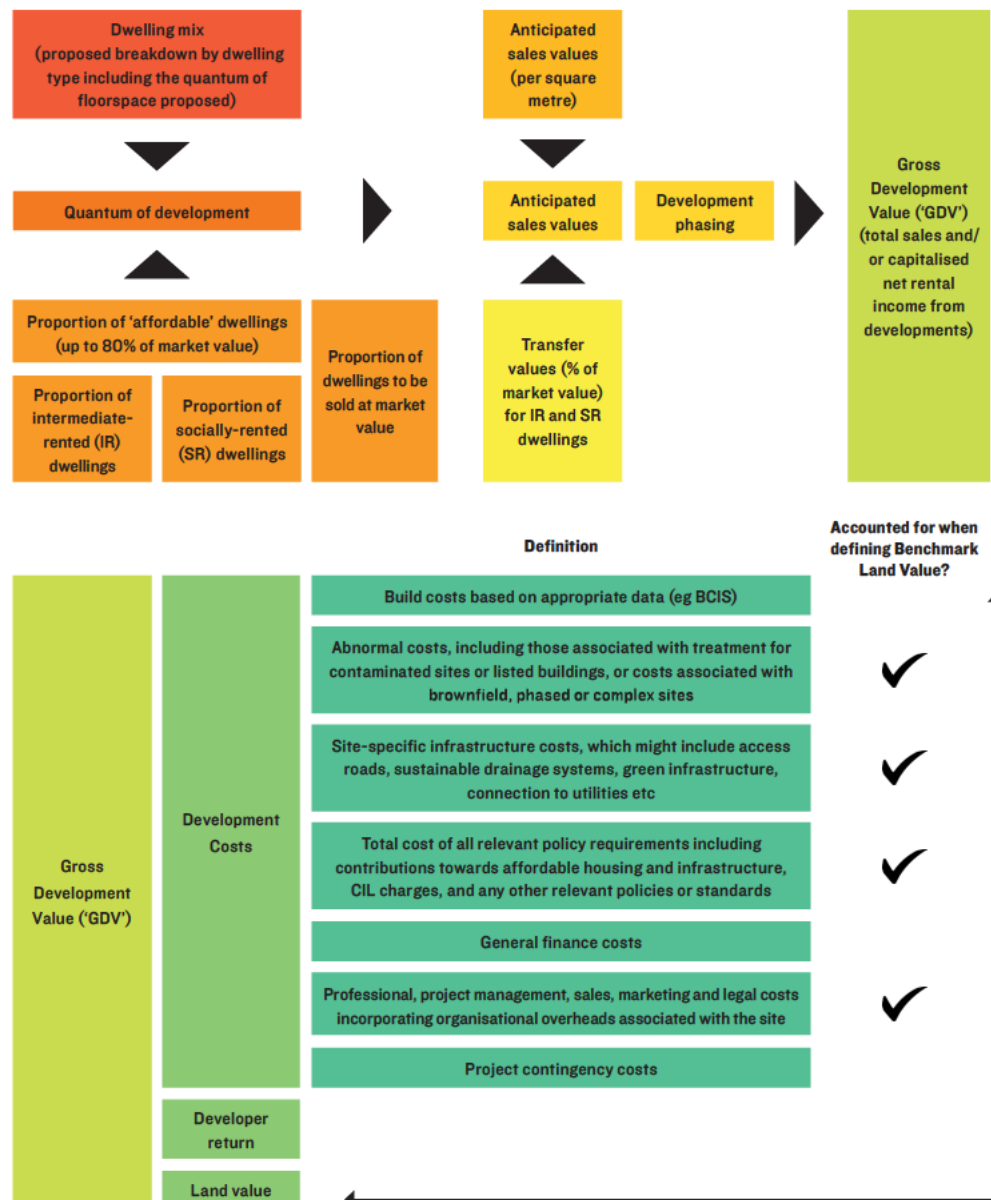 Dwelling mix
(proposed breakdown by dwelling
type including the quantum of
floorspace proposed)
Anticipated
sales values
(per square
metre)
Quantum of development
Anticipated
sales values
Development
phasing
Gross
Development
Value (‘GDV’)
(total sales and/
or capitalised
net rental
income from
developments)
Proportion of ‘affordable’ dwellings
(up to 80% of market value)
Proportion of
intermediate-
rented (IR)
dwellings
Proportion of
socially-rented
(SR) dwellings
Proportion of
dwellings to be
sold at market
value
Transfer
values (% of
market value)
for IR and SR
dwellings
Definition
Accounted for when
defining Benchmark
Land Value?
Gross
Development
Value (‘GDV’)
Development
Costs
Build costs based on appropriate data (eg BCIS)
Abnormal costs, including those associated with treatment for
contaminated sites or listed buildings, or costs associated with
brownfield, phased or complex sites
Site-specific infrastructure costs, which might include access
roads, sustainable drainage systems, green infrastructure,
connection to utilities etc
Total cost of all relevant policy requirements including
contributions towards affordable housing and infrastructure,
CIL charges, and any other relevant policies or standards
General finance costs
Professional, project management, sales, marketing and legal costs
incorporating organisational overheads associated with the site
Project contingency costs
Developer
return
Land value